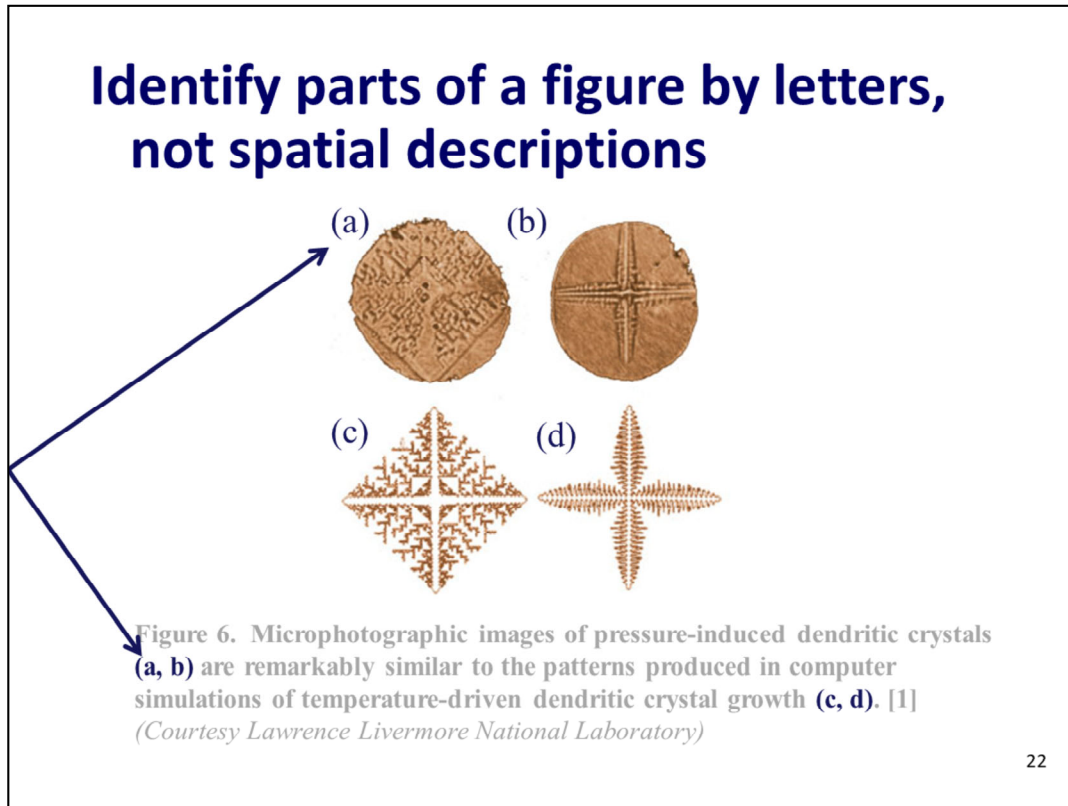 Identify parts of a figure by letters,
not spatial descriptions
(a) (b)
(c) (d)
Figure 6. Microphotographic images of pressure-induced dendritic crystals
(a, b) are remarkably similar to the patterns produced in computer
simulations of temperature-driven dendritic crystal growth (c, d). [1]
(Courtesy Lawrence Livermore National Laboratory)
22